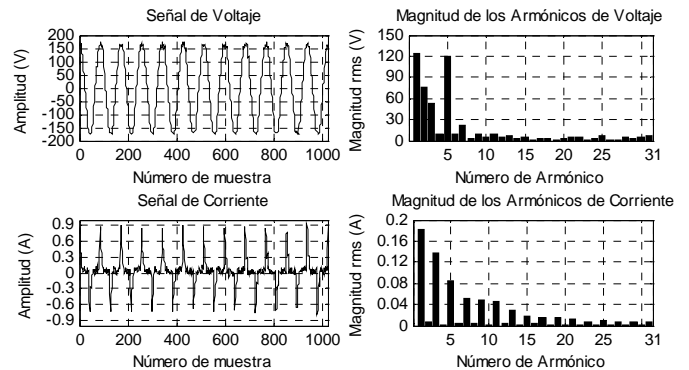 Señal de Voltaje
Amplitud (V)
200
150
100
50
0
-50
-100
-150
-200
0 200 400 600 800 1000
Número de muestra
Magnitud de los Armónicos de Voltaje
Magnitud rms (V)
150
120
90
60
30
0
5 10 15 20 25 31
Número de Armónico
Señal de Corriente
Amplitud (A)
0.9
0.6
0.3
0
-0.3
-0.6
-0.9
0 200 400 600 800 1000
Número de muestra
Magnitud de los Armónicos de Corriente
Magnitud rms (A)
0.2
0.16
0.12
0.08
0.04
0
5 10 15 20 25 31
Número de Armónico